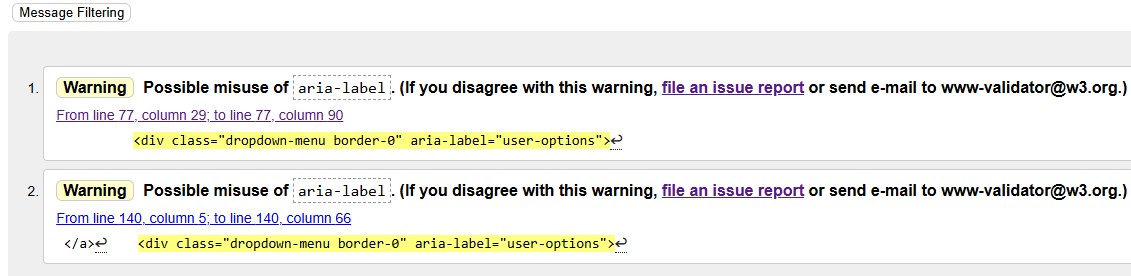 Message Filtering
1. Warning Possible misuse of aria-label. (If you disagree with this warning, file an issue report or send e-mail to www-validator@w3.org.)
From line 77, column 29; to line 77, column 90
<div class="dropdown-menu border-0" aria-label="user-options">↩
2. Warning Possible misuse of aria-label. (If you disagree with this warning, file an issue report or send e-mail to www-validator@w3.org.)
From line 140, column 5; to line 140, column 66
</a>↩ <div class="dropdown-menu border-0" aria-label="user-options">↩